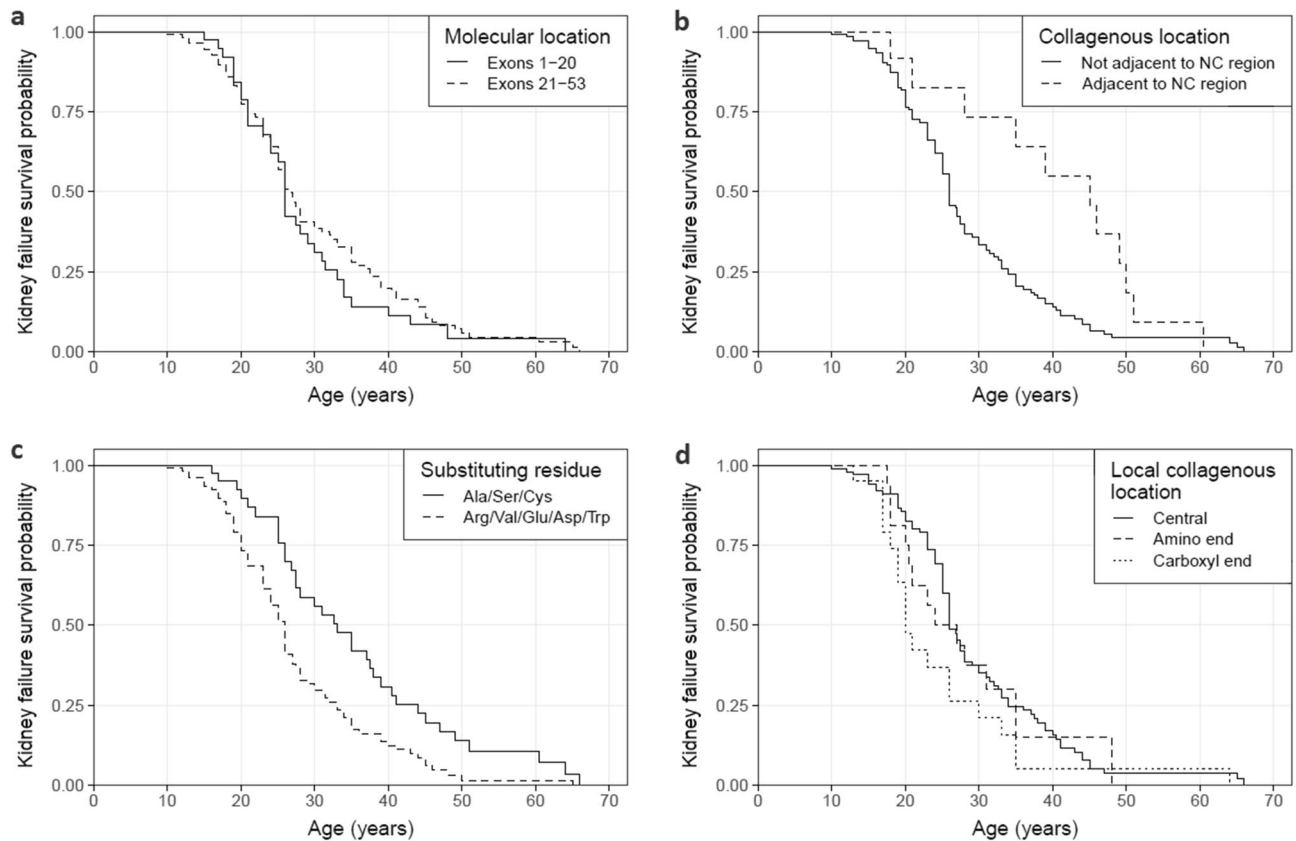 a
Kidney failure survival probability
1.00
0.75
0.50
0.25
0.00
Molecular location
Exons 1−20
Exons 21−53
0 10 20 30 40 50 60 70
Age (years)
b
Kidney failure survival probability
1.00
0.75
0.50
0.25
0.00
Collagenous location
Not adjacent to NC region
Adjacent to NC region
0 10 20 30 40 50 60 70
Age (years)
c
Kidney failure survival probability
1.00
0.75
0.50
0.25
0.00
Substituting residue
Ala/Ser/Cys
Arg/Val/Glu/Asp/Trp
0 10 20 30 40 50 60 70
Age (years)
d
Kidney failure survival probability
1.00
0.75
0.50
0.25
0.00
Local collagenous
location
Central
Amino end
Carboxyl end
0 10 20 30 40 50 60 70
Age (years)